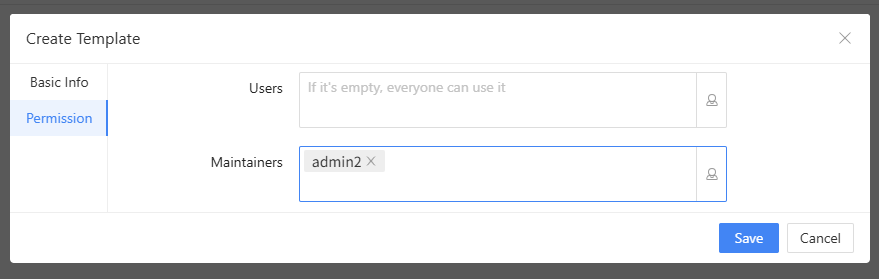 Create Template
Basic Info
Permission
Users
If it's empty, everyone can use it
Maintainers
admin2
Save
Cancel